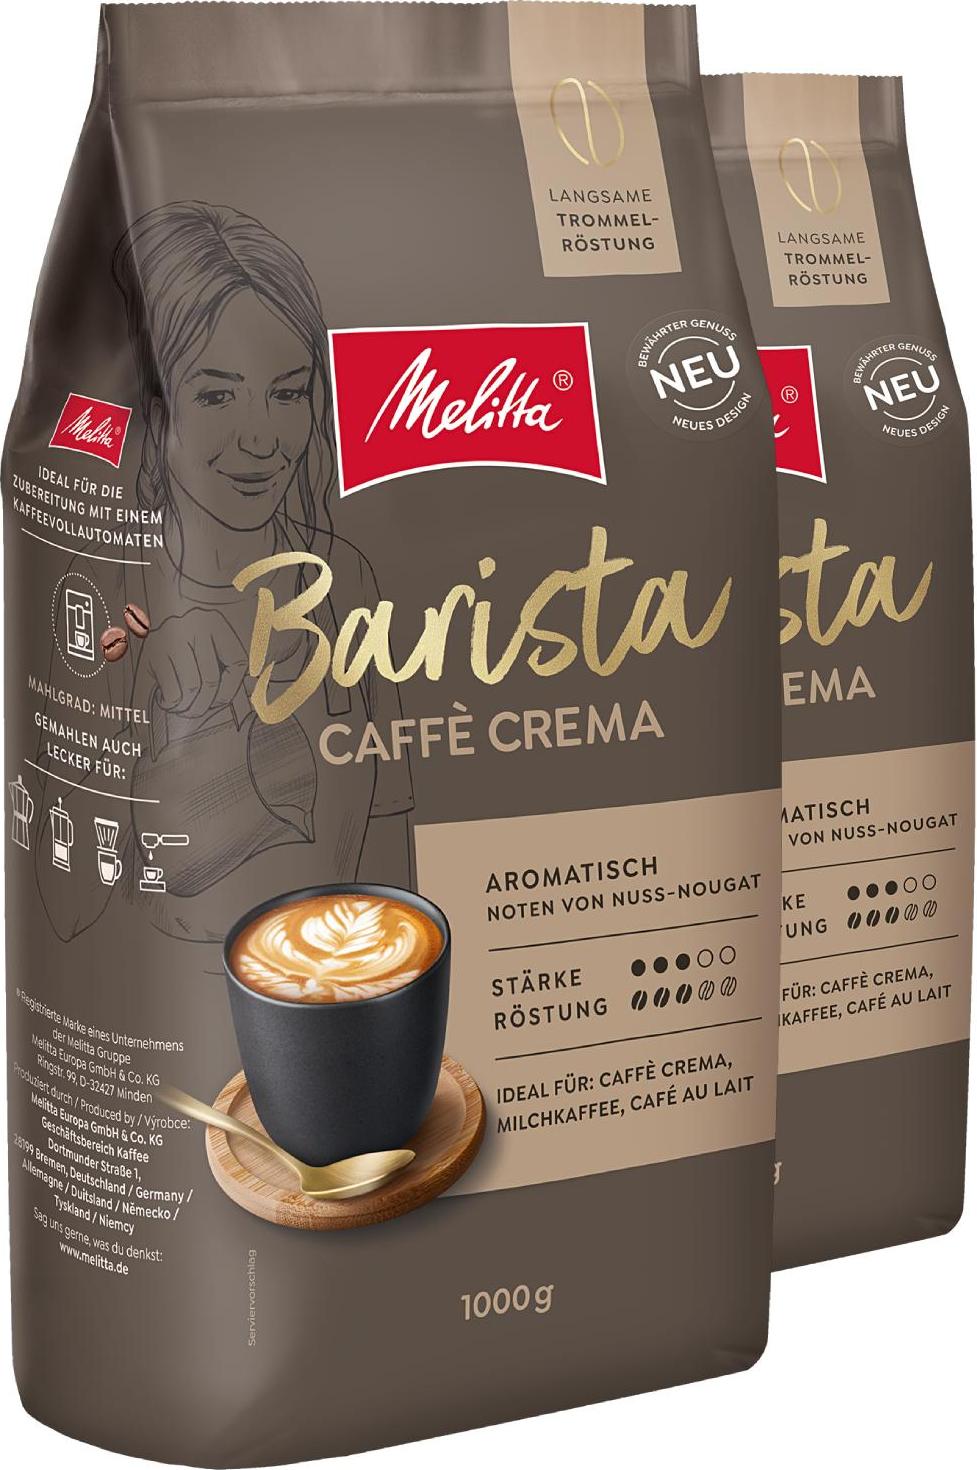 LANGSAME
TROMMEL-
RÖSTUNG
Melitta®
BEWÄHRTER GENUSS
NEU
NEUES DESIGN
Barista
CAFFÈ CREMA
AROMATISCH
NOTEN VON NUSS-NOUGAT
STÄRKE
RÖSTUNG
IDEAL FÜR: CAFFÈ CREMA,
MILCHKAFFEE, CAFÉ AU LAIT
1000g
Serviervorschlag
Melitta®
IDEAL FÜR DIE
ZUBEREITUNG MIT EINEM
KAFFEEVOLLAUTOMATEN
MAHLGRAD: MITTEL
GEMAHLEN AUCH
LECKER FÜR:
® Registrierte Marke eines Unternehmens
der Melitta Gruppe
Melitta Europa GmbH & Co. KG
Ringstr. 99, D-32427 Minden
Produziert durch / Produced by / Výrobce:
Melitta Europa GmbH & Co. KG
Geschäftsbereich Kaffee
Dortmunder Straße 1,
28199 Bremen, Deutschland / Germany /
Allemagne / Duitsland / Německo /
Tyskland / Niemcy
Sag uns gerne, was du denkst:
www.melitta.de
LANGSAME
TROMMEL-
RÖSTUNG
®
BEWÄHRTER GENUSS
NEU
NEUES DESIGN
sta
EMA
MATISCH
VON NUSS-NOUGAT
KE
UNG
FÜR: CAFFÈ CREMA,
KAFFEE, CAFÉ AU LAIT
g